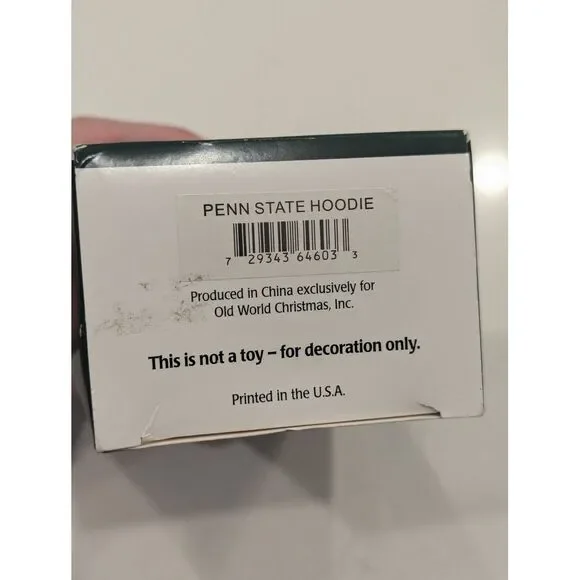 PENN STATE HOODIE
7 29343 64603 3
Produced in China exclusively for
Old World Christmas, Inc.
This is not a toy – for decoration only.
Printed in the U.S.A.